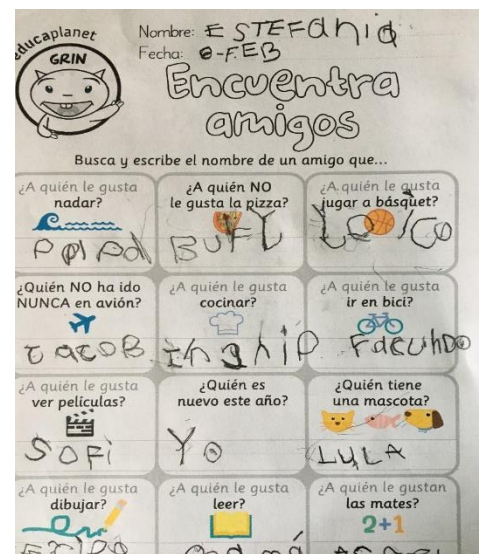 educaplanet
GRIN
Nombre: ESTEFania
Fecha: 8-FEB
Encuentra
amigos
Busca y escribe el nombre de un amigo que...
¿A quién le gusta
nadar?
¿A quién NO
le gusta la pizza?
¿A quién le gusta
jugar a básquet?
¿Quién NO ha ido
NUNCA en avión?
¿A quién le gusta
cocinar?
¿A quién le gusta
ir en bici?
JacOB
FacuNDO
¿A quién le gusta
ver películas?
¿Quién es
nuevo este año?
¿Quién tiene
una mascota?
SOFi
Yo
LULA
¿A quién le gusta
dibujar?
¿A quién le gusta
leer?
¿A quién le gustan
las mates?
2+1